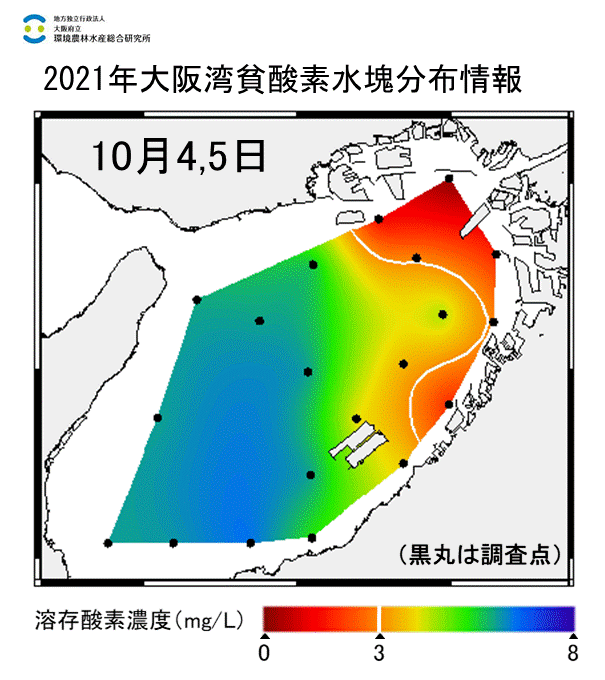 地方独立行政法人
大阪府立
環境農林水産総合研究所
2021年大阪湾貧酸素水塊分布情報
10月4,5日
(黒丸は調査点)
溶存酸素濃度(mg/L)
0 3 8